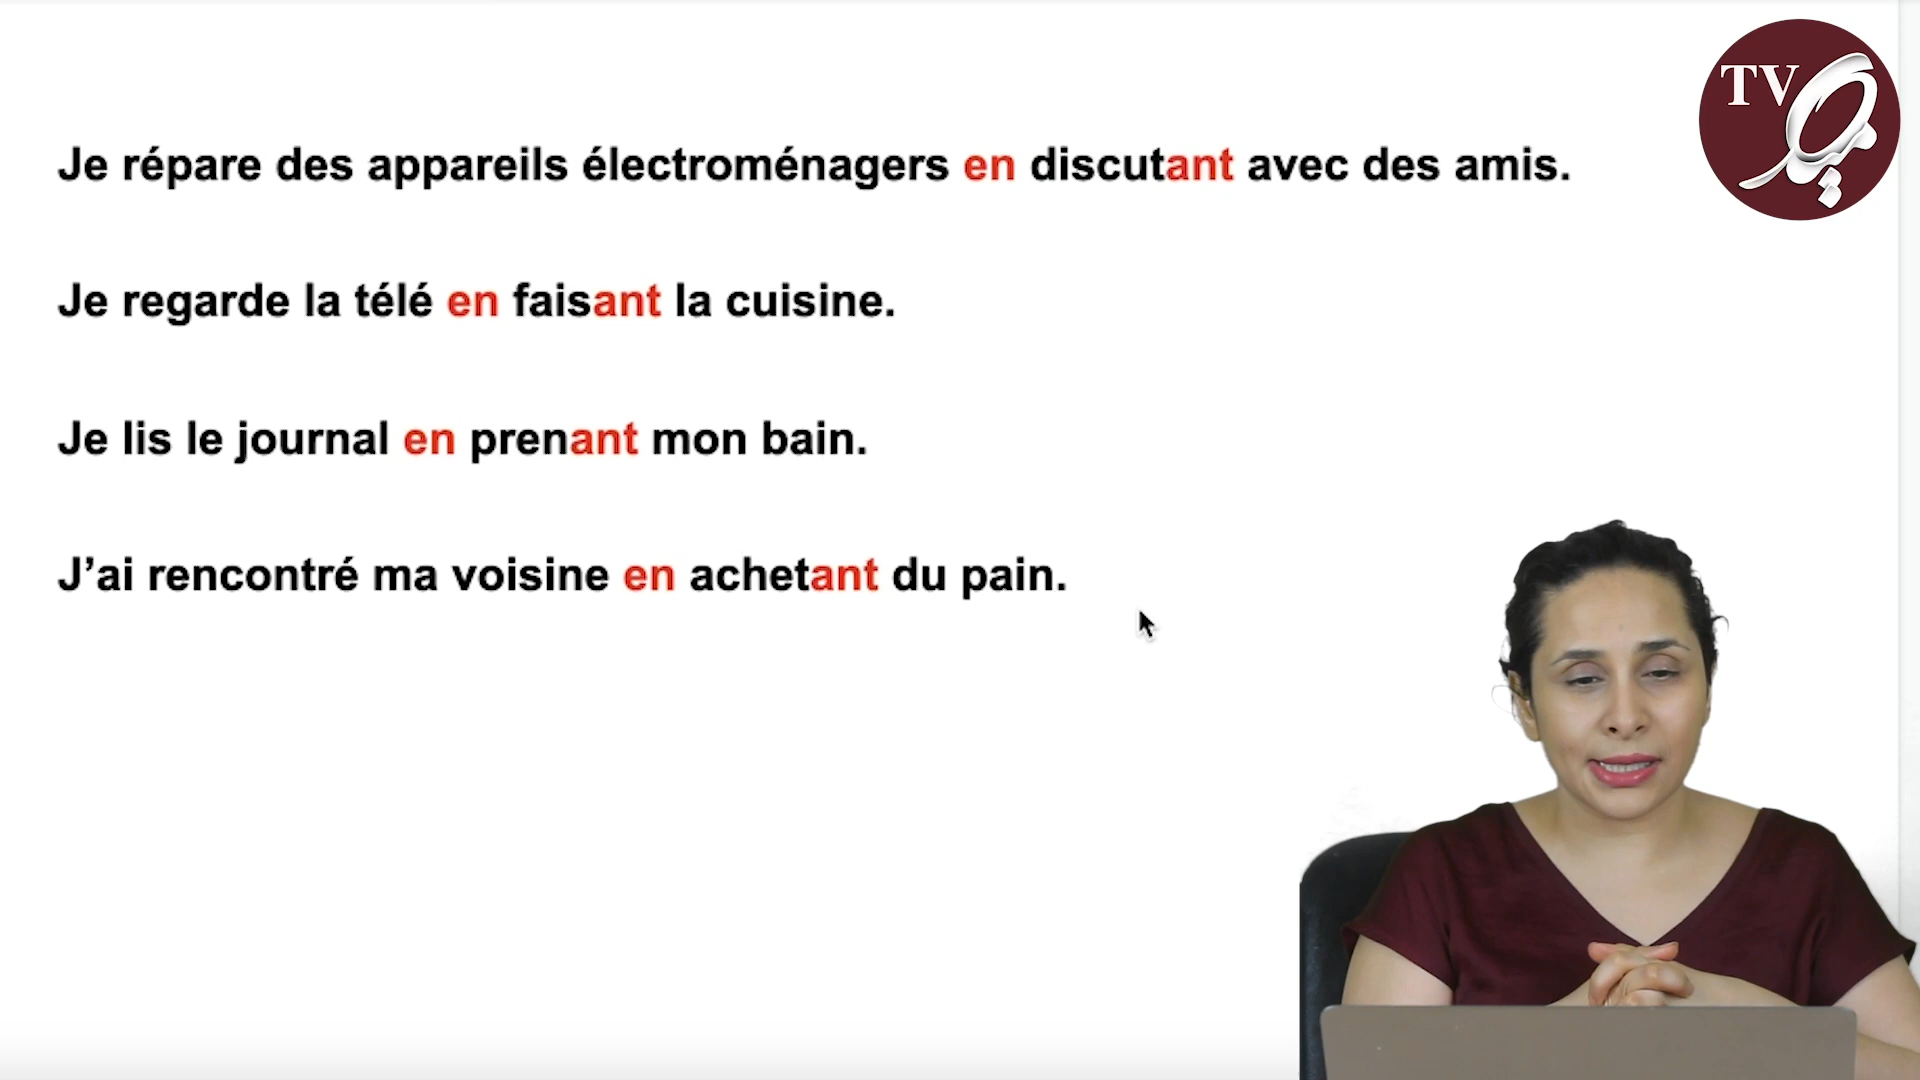 TV
Je répare des appareils électroménagers en discutant avec des amis.
Je regarde la télé en faisant la cuisine.
Je lis le journal en prenant mon bain.
J’ai rencontré ma voisine en achetant du pain.